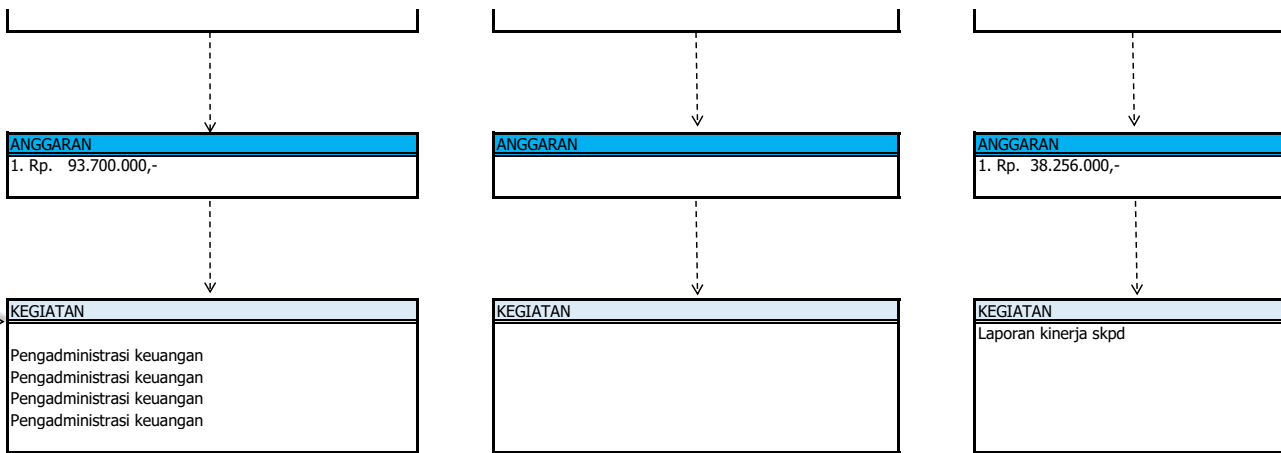 ANGGARAN
1. Rp. 93.700.000,-
ANGGARAN
ANGGARAN
1. Rp. 38.256.000,-
KEGIATAN
Pengadministrasi keuangan
Pengadministrasi keuangan
Pengadministrasi keuangan
Pengadministrasi keuangan
KEGIATAN
KEGIATAN
Laporan kinerja skpd